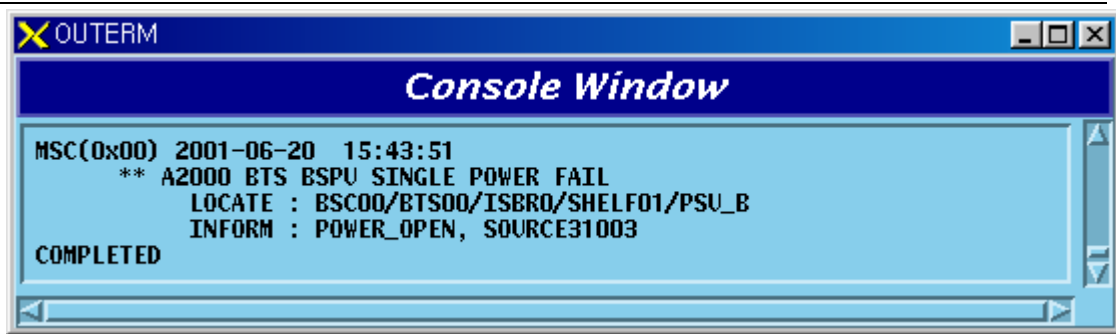 OUTERM
Console Window
MSC(0x00) 2001-06-20 15:43:51
** A2000 BTS BSPU SINGLE POWER FAIL
LOCATE : BSC00/BTS00/ISBR0/SHELF01/PSU_B
INFORM : POWER_OPEN, SOURCE31003
COMPLETED